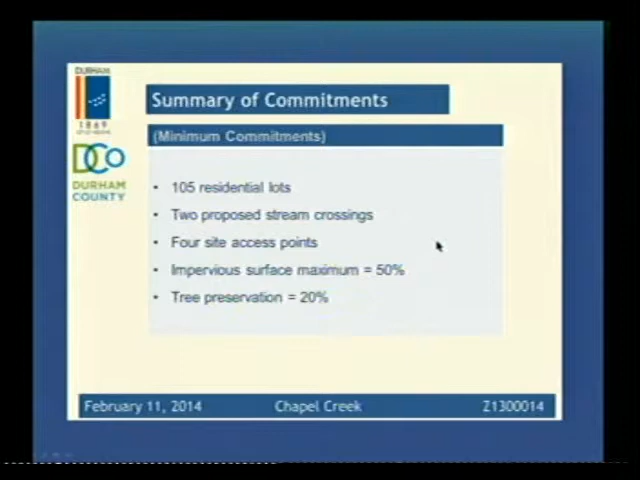 DURHAM
1869
DCo
DURHAM
COUNTY
Summary of Commitments
(Minimum Commitments)
• 105 residential lots
• Two proposed stream crossings
• Four site access points
• Impervious surface maximum = 50%
• Tree preservation = 20%
February 11, 2014 Chapel Creek Z1300014